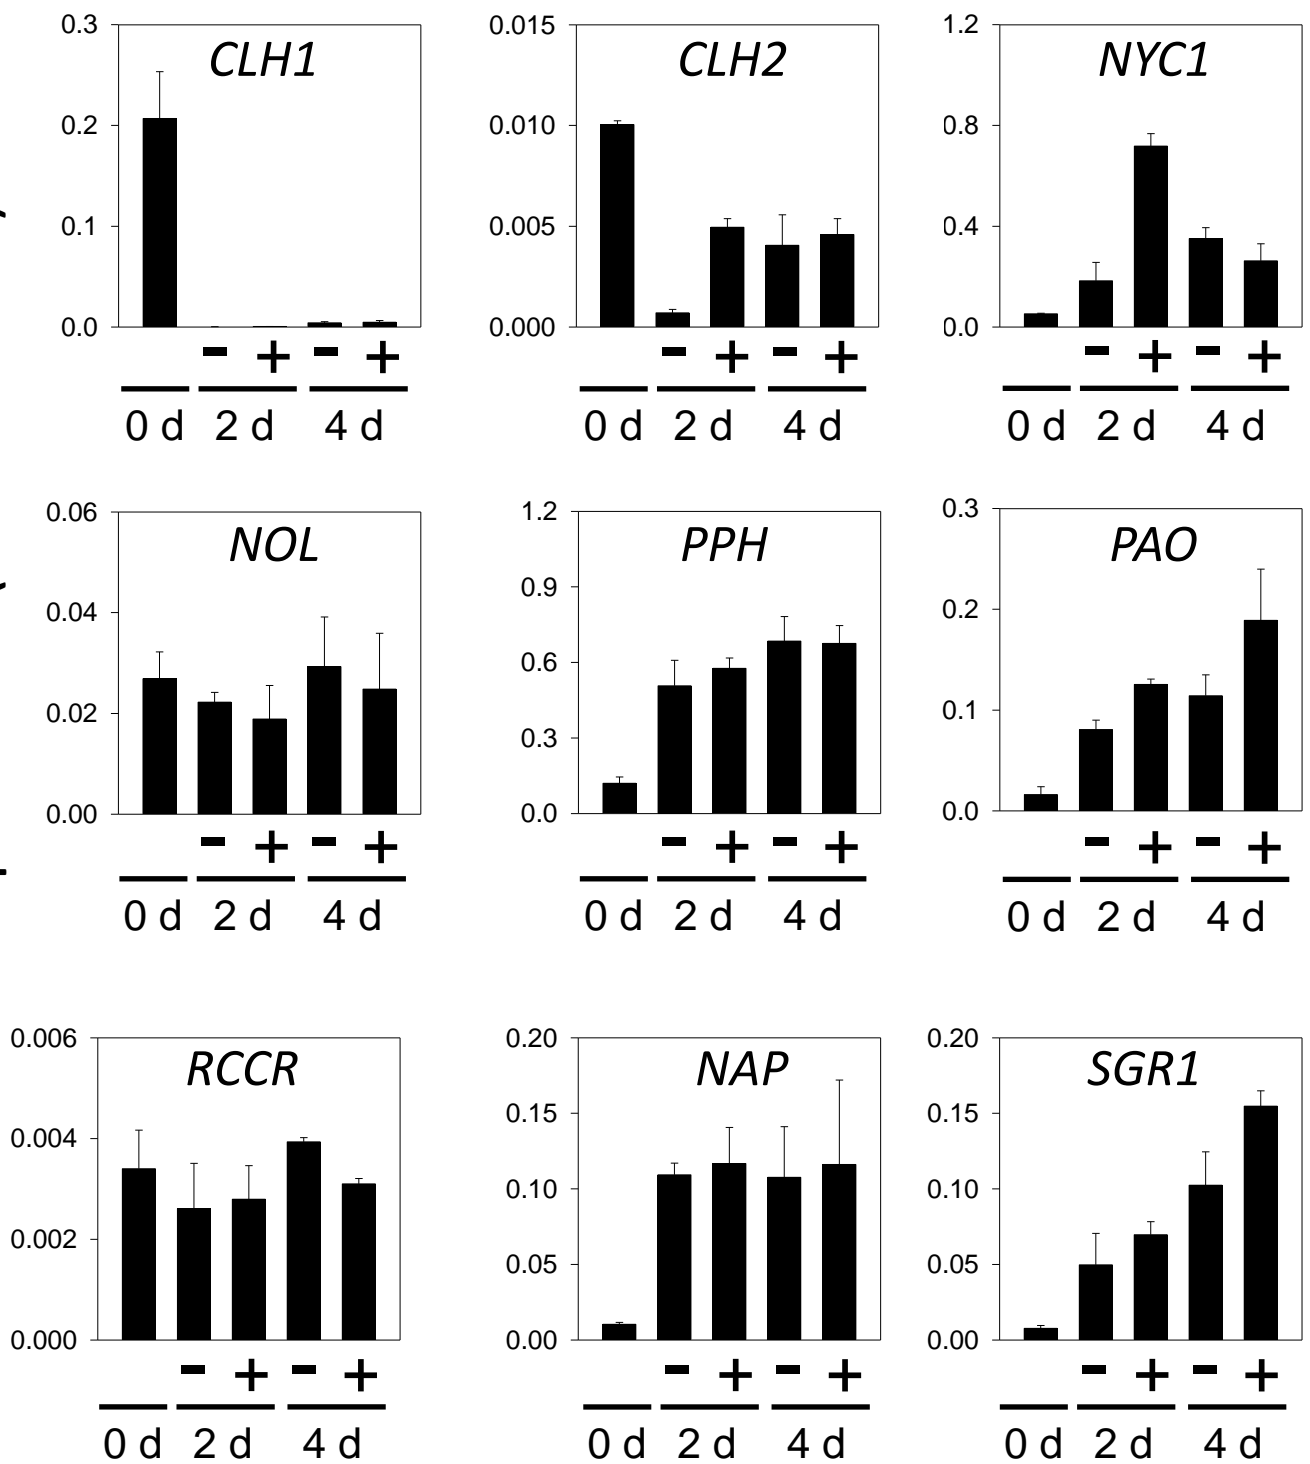 CLH1
0.3
0.2
0.1
0.0
- + - +
0 d 2 d 4 d
CLH2
0.015
0.010
0.005
0.000
- + - +
0 d 2 d 4 d
NYC1
1.2
0.8
0.4
0.0
- + - +
0 d 2 d 4 d
NOL
0.06
0.04
0.02
0.00
- + - +
0 d 2 d 4 d
PPH
1.2
0.9
0.6
0.3
0.0
- + - +
0 d 2 d 4 d
PAO
0.3
0.2
0.1
0.0
- + - +
0 d 2 d 4 d
RCCR
0.006
0.004
0.002
0.000
- + - +
0 d 2 d 4 d
NAP
0.20
0.15
0.10
0.05
0.00
- + - +
0 d 2 d 4 d
SGR1
0.20
0.15
0.10
0.05
0.00
- + - +
0 d 2 d 4 d